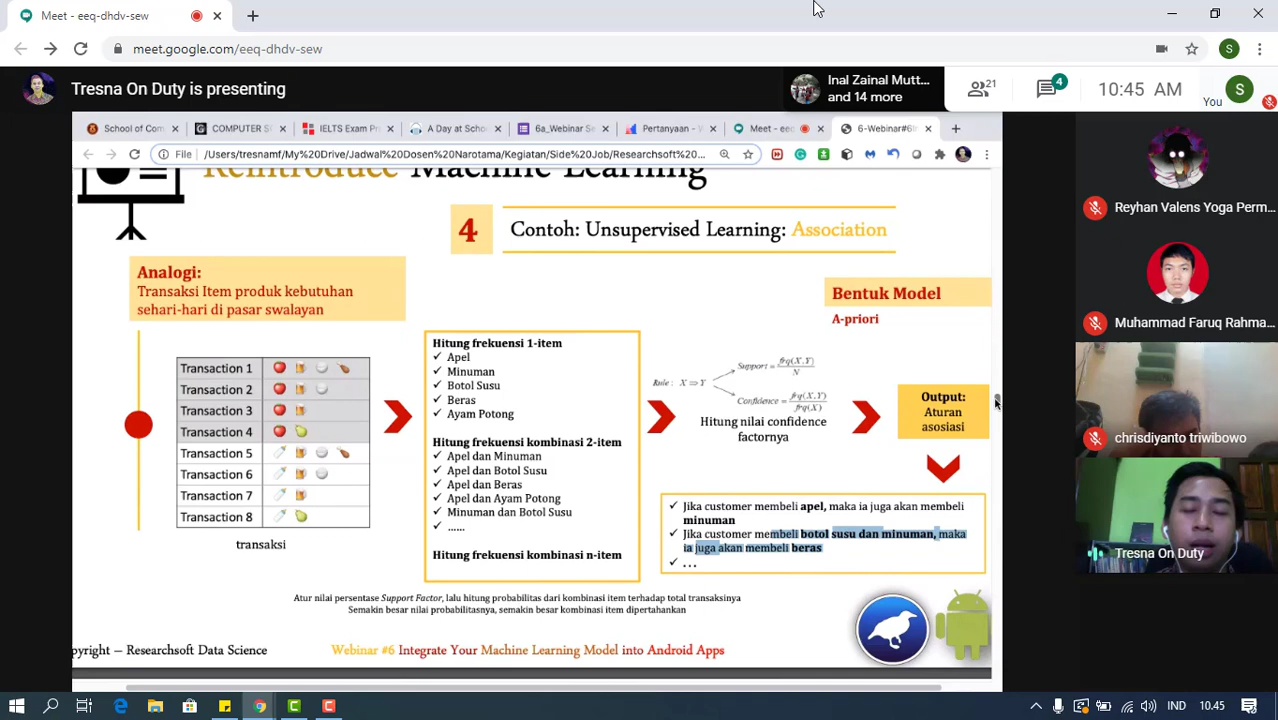 Meet - eeq-dhdv-sew
meet.google.com/eeq-dhdv-sew
S
Tresna On Duty is presenting
Inal Zainal Mutt...
and 14 more
21
4
10:45 AM
You
S
School of Com
COMPUTER S
IELTS Exam Pr
A Day at Scho
6a_Webinar Se
Pertanyaan - W
Meet - eeq
6-Webinar#6I
File
/Users/tresnamf/My%20Drive/Jadwal%20Dosen%20Narotama/Kegiatan/Side%20Job/Researchsoft%20...
Reintroduce Machine Learning
4
Contoh: Unsupervised Learning: Association
Analogi:
Transaksi Item produk kebutuhan
sehari-hari di pasar swalayan
Bentuk Model
A-priori
Transaction 1
Transaction 2
Transaction 3
Transaction 4
Transaction 5
Transaction 6
Transaction 7
Transaction 8
transaksi
Hitung frekuensi 1-item
✓ Apel
✓ Minuman
✓ Botol Susu
✓ Beras
✓ Ayam Potong
Hitung frekuensi kombinasi 2-item
✓ Apel dan Minuman
✓ Apel dan Botol Susu
✓ Apel dan Beras
✓ Apel dan Ayam Potong
✓ Minuman dan Botol Susu
✓ ......
Hitung frekuensi kombinasi n-item
Rule: X ⇒ Y
Support = frq(X,Y) / N
Confidence = frq(X,Y) / frq(X)
Hitung nilai confidence
factornya
Output:
Aturan
asosiasi
✓ Jika customer membeli apel, maka ia juga akan membeli
minuman
✓ Jika customer membeli botol susu dan minuman, maka
ia juga akan membeli beras
✓ ...
Atur nilai persentase Support Factor, lalu hitung probabilitas dari kombinasi item terhadap total transaksinya
Semakin besar nilai probabilitasnya, semakin besar kombinasi item dipertahankan
pyright – Researchsoft Data Science
Webinar #6 Integrate Your Machine Learning Model into Android Apps
Reyhan Valens Yoga Perm...
Muhammad Faruq Rahma...
chrisdiyanto triwibowo
Tresna On Duty
IND
10.45